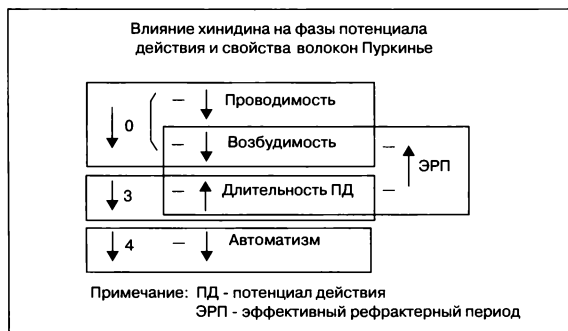 Влияние хинидина на фазы потенциала
действия и свойства волокон Пуркинье
↓ 0 – ↓ Проводимость
– ↓ Возбудимость – ↑ ЭРП
↓ 3 – ↑ Длительность ПД –
↓ 4 – ↓ Автоматизм
Примечание: ПД - потенциал действия
ЭРП - эффективный рефрактерный период